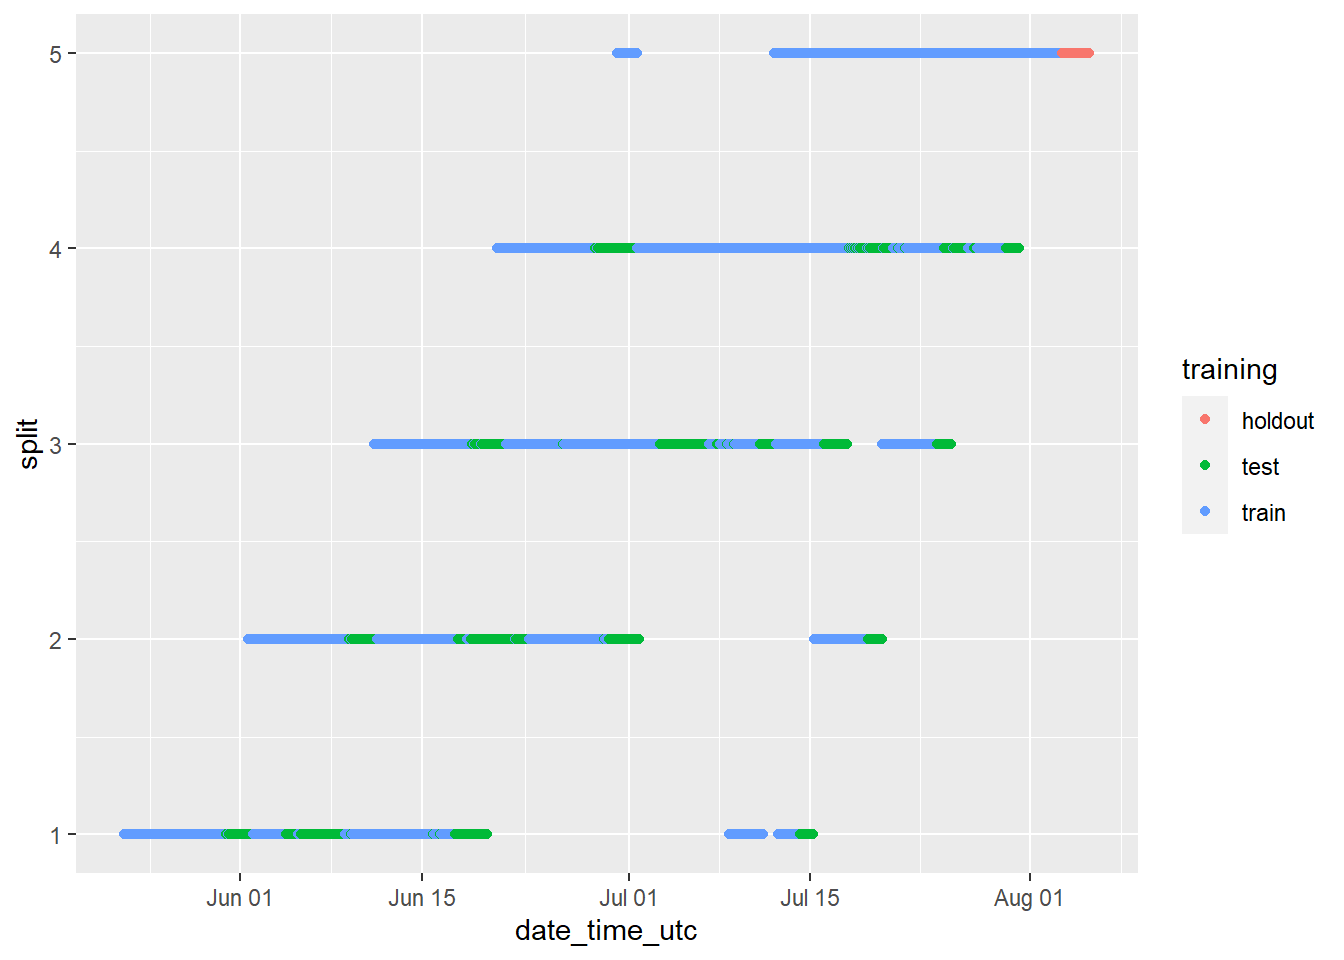 split
5
4
3
2
1
Jun 01
Jun 15
Jul 01
Jul 15
Aug 01
date_time_utc
training
holdout
test
train